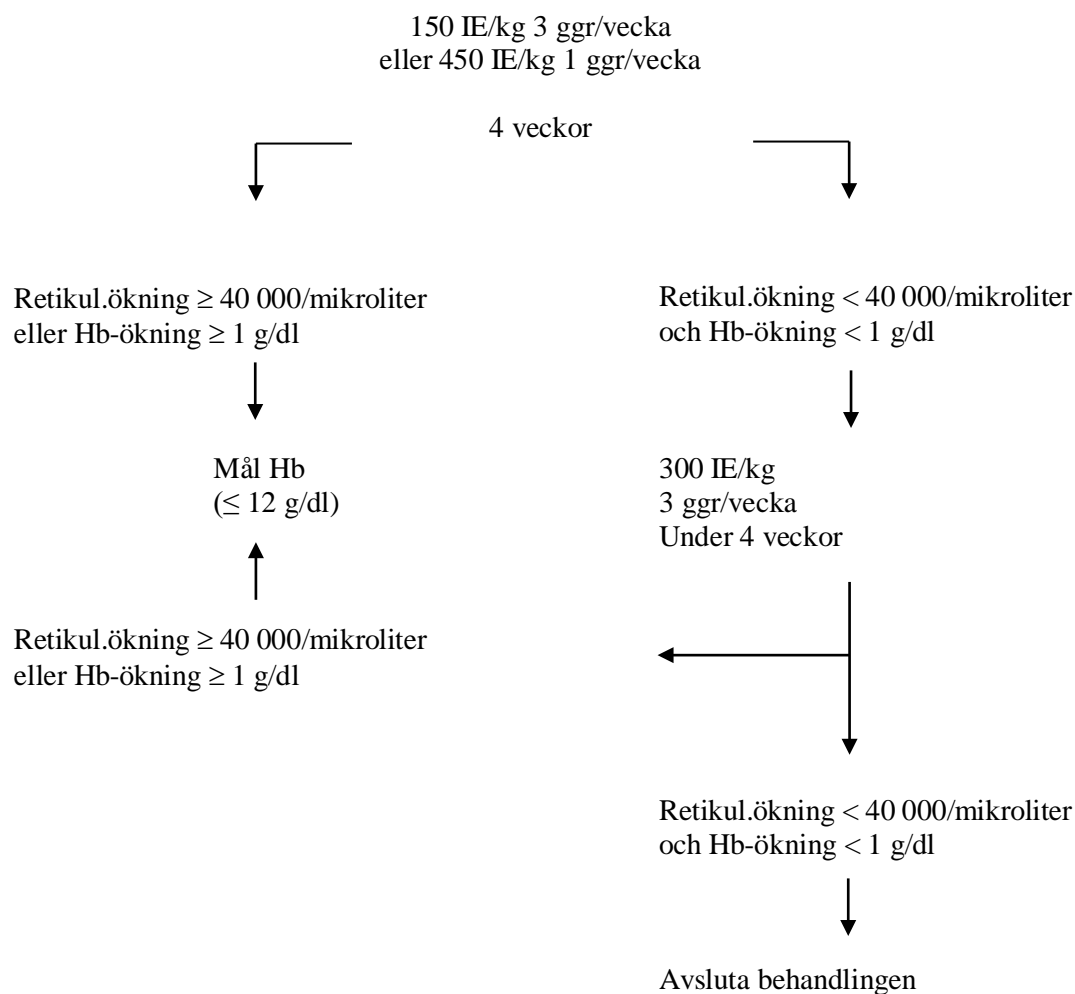 150 IE/kg 3 ggr/vecka
eller 450 IE/kg 1 ggr/vecka
4 veckor
Retikul.ökning ≥ 40 000/mikroliter
eller Hb-ökning ≥ 1 g/dl
Retikul.ökning < 40 000/mikroliter
och Hb-ökning < 1 g/dl
Mål Hb
(≤ 12 g/dl)
300 IE/kg
3 ggr/vecka
Under 4 veckor
Retikul.ökning ≥ 40 000/mikroliter
eller Hb-ökning ≥ 1 g/dl
Retikul.ökning < 40 000/mikroliter
och Hb-ökning < 1 g/dl
Avsluta behandlingen